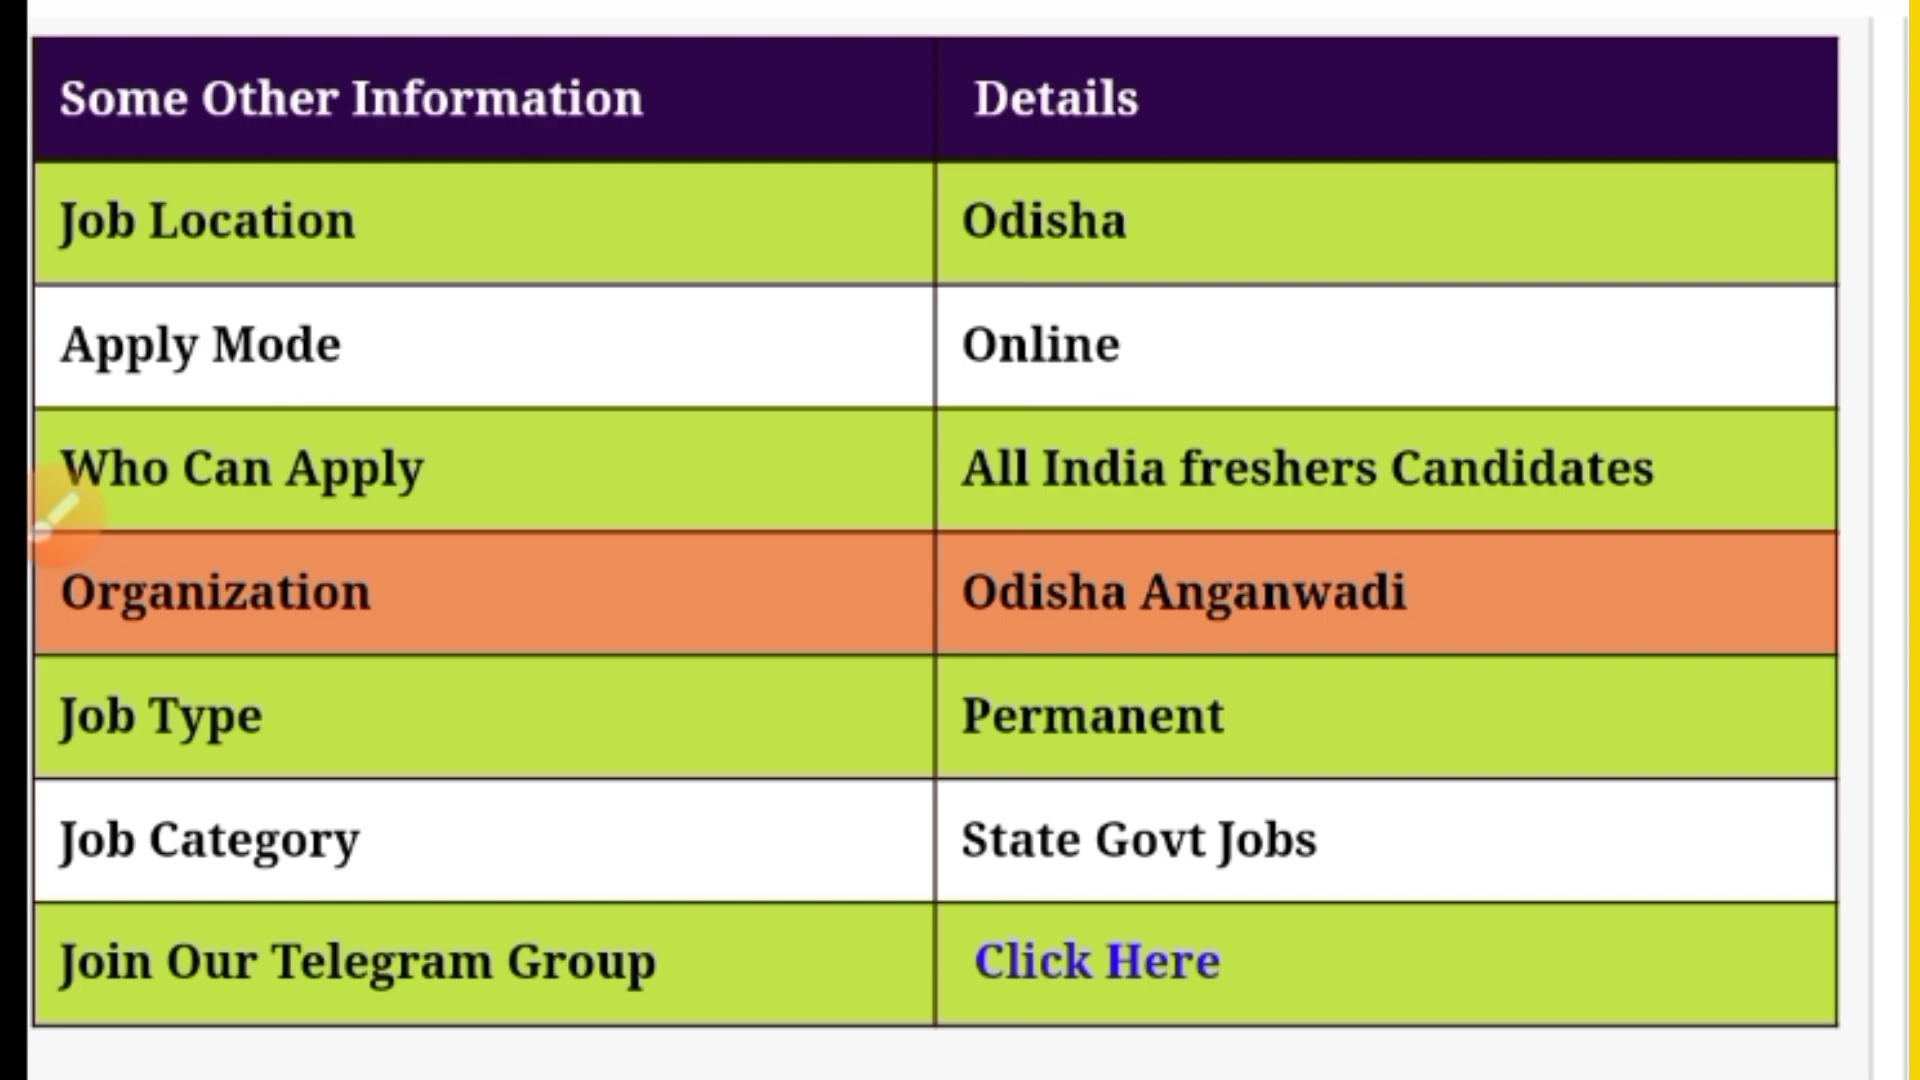 Some Other Information Details
Job Location Odisha
Apply Mode Online
Who Can Apply All India freshers Candidates
Organization Odisha Anganwadi
Job Type Permanent
Job Category State Govt Jobs
Join Our Telegram Group Click Here